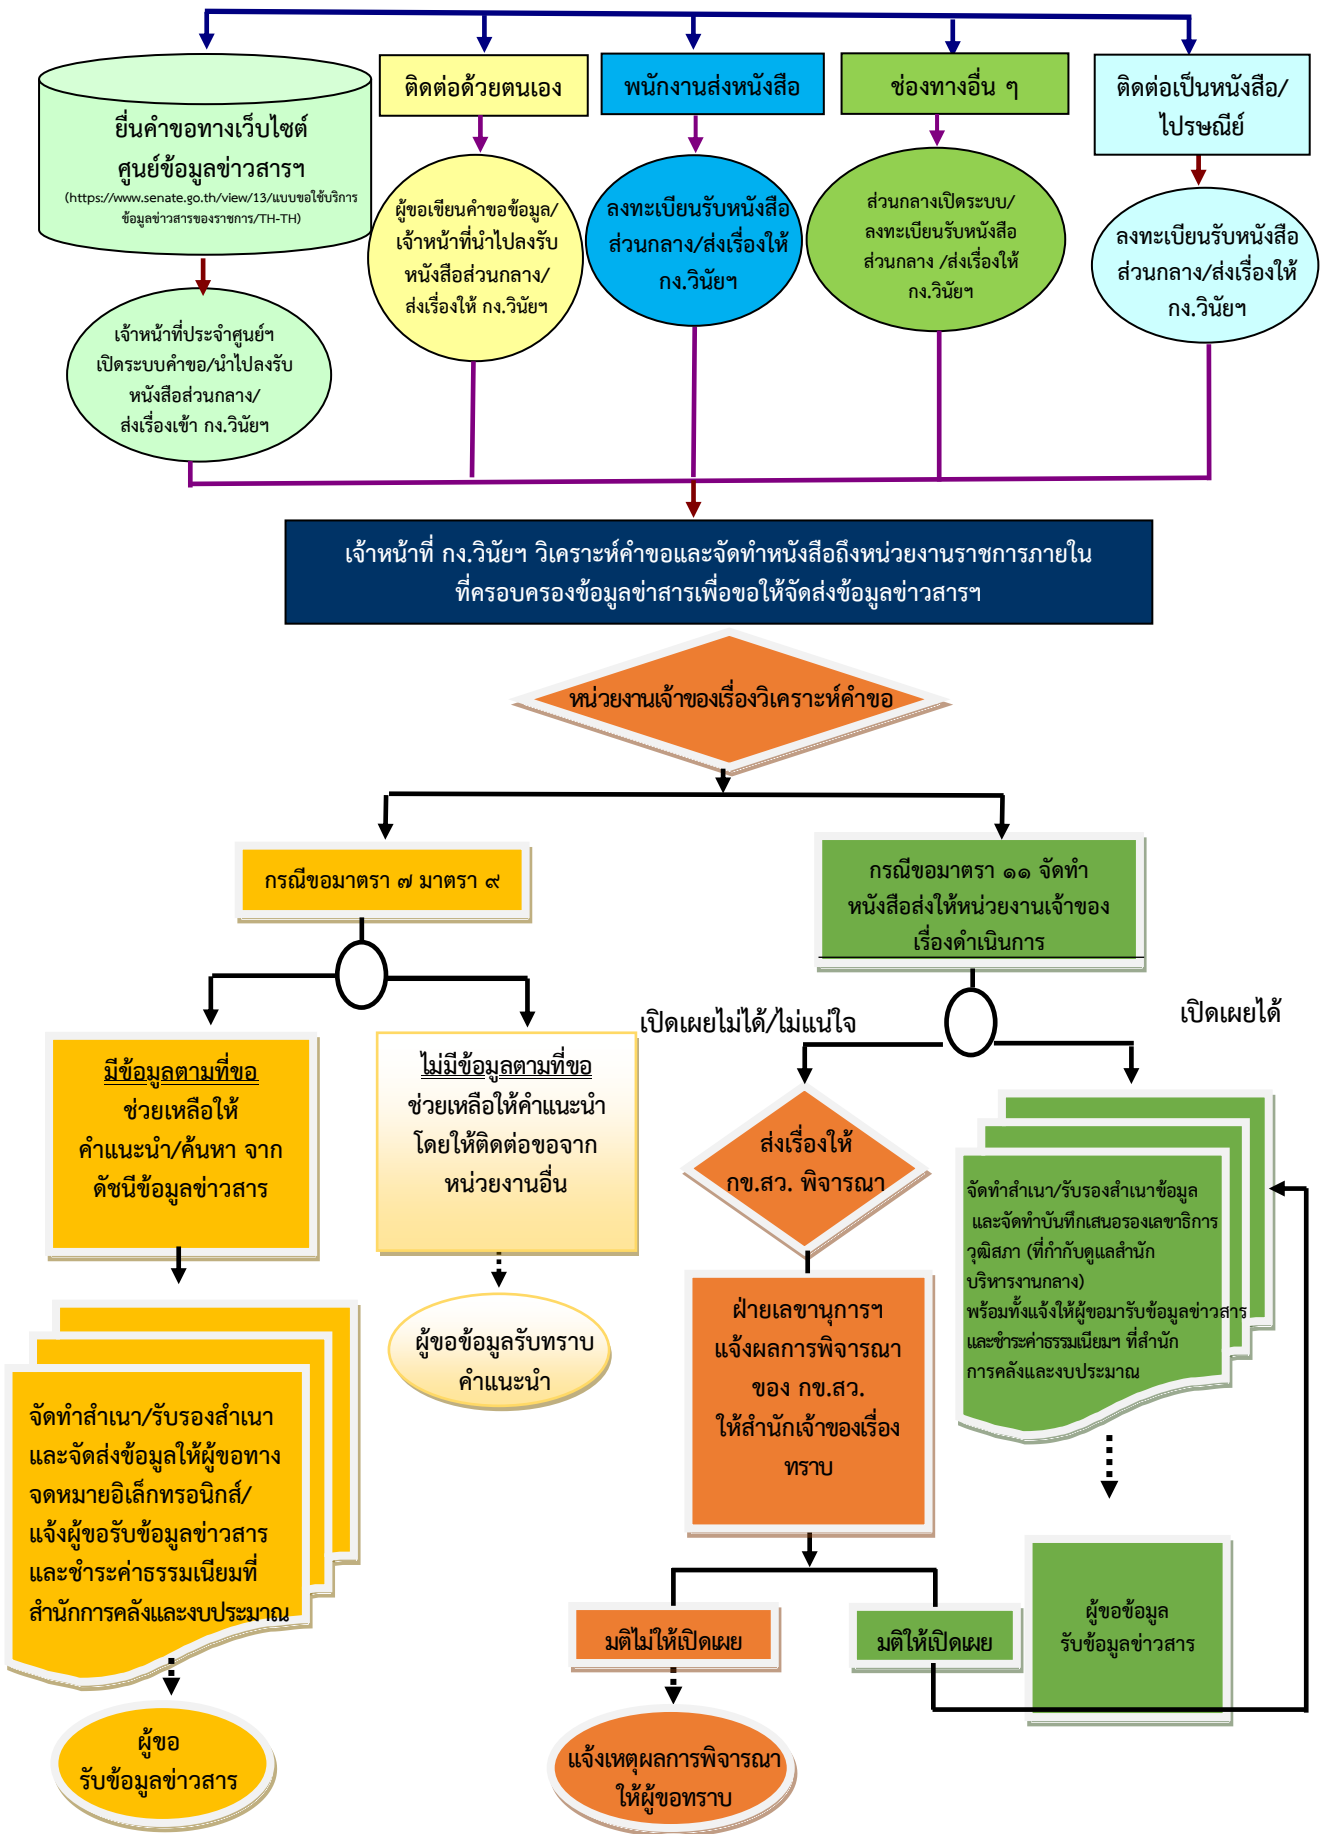 ยื่นคำขอทางเว็บไซต์
ศูนย์ข้อมูลข่าวสารฯ
(https://www.senate.go.th/view/13/แบบขอใช้บริการ
ข้อมูลข่าวสารของราชการ/TH-TH)
ติดต่อด้วยตนเอง
พนักงานส่งหนังสือ
ช่องทางอื่น ๆ
ติดต่อเป็นหนังสือ/
ไปรษณีย์
เจ้าหน้าที่ประจำศูนย์ฯ
เปิดระบบคำขอ/นำไปลงรับ
หนังสือส่วนกลาง/
ส่งเรื่องเข้า กง.วินัยฯ
ผู้ขอเขียนคำขอข้อมูล/
เจ้าหน้าที่นำไปลงรับ
หนังสือส่วนกลาง/
ส่งเรื่องให้ กง.วินัยฯ
ลงทะเบียนรับหนังสือ
ส่วนกลาง/ส่งเรื่องให้
กง.วินัยฯ
ส่วนกลางเปิดระบบ/
ลงทะเบียนรับหนังสือ
ส่วนกลาง /ส่งเรื่องให้
กง.วินัยฯ
ลงทะเบียนรับหนังสือ
ส่วนกลาง/ส่งเรื่องให้
กง.วินัยฯ
เจ้าหน้าที่ กง.วินัยฯ วิเคราะห์คำขอและจัดทำหนังสือถึงหน่วยงานราชการภายใน
ที่ครอบครองข้อมูลข่าสารเพื่อขอให้จัดส่งข้อมูลข่าวสารฯ
หน่วยงานเจ้าของเรื่องวิเคราะห์คำขอ
กรณีขอมาตรา ๗ มาตรา ๙
กรณีขอมาตรา ๑๑ จัดทำ
หนังสือส่งให้หน่วยงานเจ้าของ
เรื่องดำเนินการ
เปิดเผยไม่ได้/ไม่แน่ใจ
เปิดเผยได้
มีข้อมูลตามที่ขอ
ช่วยเหลือให้
คำแนะนำ/ค้นหา จาก
ดัชนีข้อมูลข่าวสาร
ไม่มีข้อมูลตามที่ขอ
ช่วยเหลือให้คำแนะนำ
โดยให้ติดต่อขอจาก
หน่วยงานอื่น
ส่งเรื่องให้
กข.สว. พิจารณา
จัดทำสำเนา/รับรองสำเนาข้อมูล
และจัดทำบันทึกเสนอรองเลขาธิการ
วุฒิสภา (ที่กำกับดูแลสำนัก
บริหารงานกลาง)
พร้อมทั้งแจ้งให้ผู้ขอมารับข้อมูลข่าวสาร
และชำระค่าธรรมเนียมฯ ที่สำนัก
การคลังและงบประมาณ
ผู้ขอข้อมูลรับทราบ
คำแนะนำ
ฝ่ายเลขานุการฯ
แจ้งผลการพิจารณา
ของ กข.สว.
ให้สำนักเจ้าของเรื่อง
ทราบ
จัดทำสำเนา/รับรองสำเนา
และจัดส่งข้อมูลให้ผู้ขอทาง
จดหมายอิเล็กทรอนิกส์/
แจ้งผู้ขอรับข้อมูลข่าวสาร
และชำระค่าธรรมเนียมที่
สำนักการคลังและงบประมาณ
มติไม่ให้เปิดเผย
มติให้เปิดเผย
ผู้ขอข้อมูล
รับข้อมูลข่าวสาร
ผู้ขอ
รับข้อมูลข่าวสาร
แจ้งเหตุผลการพิจารณา
ให้ผู้ขอทราบ